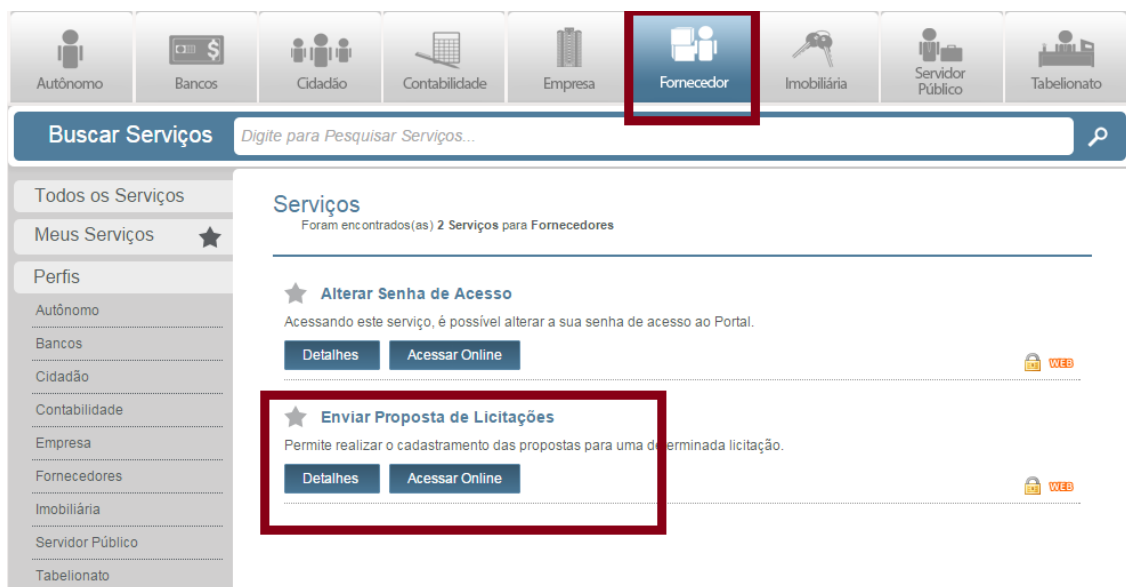 Autônomo
Bancos
Cidadão
Contabilidade
Empresa
Fornecedor
Imobiliária
Servidor
Público
Tabelionato
Buscar Serviços
Digite para Pesquisar Serviços...
Todos os Serviços
Meus Serviços
Perfis
Autônomo
Bancos
Cidadão
Contabilidade
Empresa
Fornecedores
Imobiliária
Servidor Público
Tabelionato
Serviços
Foram encontrados(as) 2 Serviços para Fornecedores
Alterar Senha de Acesso
Acessando este serviço, é possível alterar a sua senha de acesso ao Portal.
Detalhes
Acessar Online
WEB
Enviar Proposta de Licitações
Permite realizar o cadastramento das propostas para uma determinada licitação.
Detalhes
Acessar Online
WEB